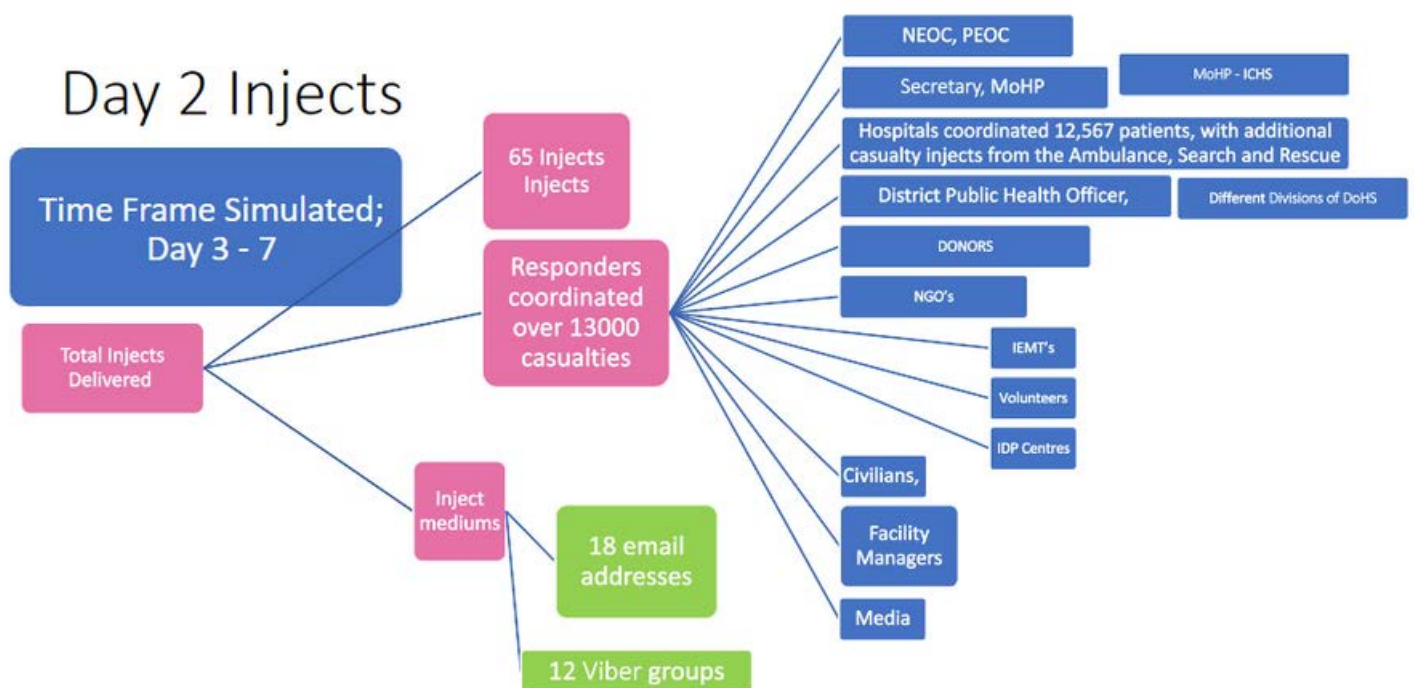 Day 2 Injects
Time Frame Simulated;
Day 3 - 7
Total Injects
Delivered
65 Injects
Injects
Responders
coordinated
over 13000
casualties
Inject
mediums
18 email
addresses
12 Viber groups
NEOC, PEOC
Secretary, MoHP
MoHP - ICHS
Hospitals coordinated 12,567 patients, with additional
casualty injects from the Ambulance, Search and Rescue
District Public Health Officer,
Different Divisions of DoHS
DONORS
NGO's
IEMT's
Volunteers
IDP Centres
Civilians,
Facility
Managers
Media